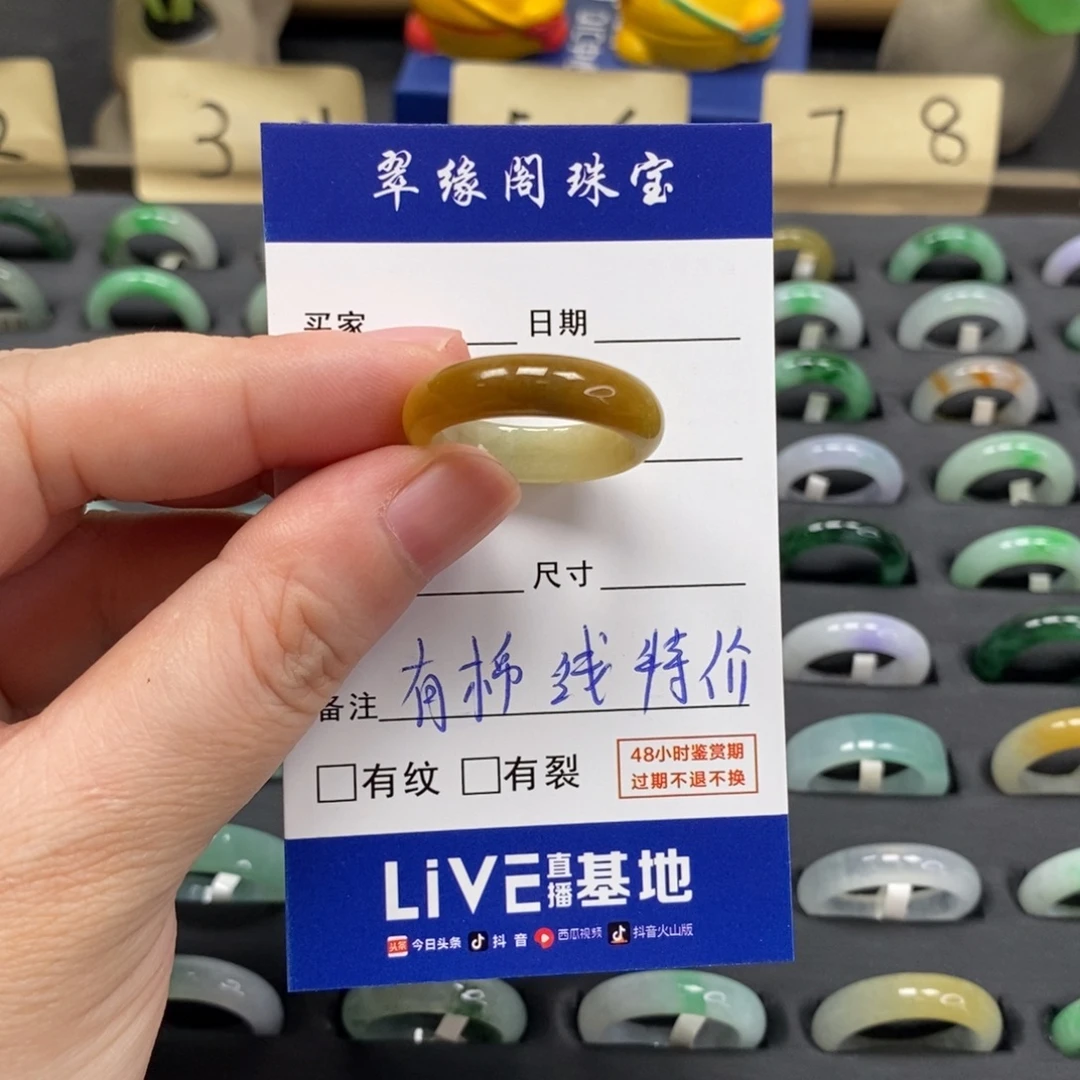 3
7 8
翠缘阁珠宝
买家 日期
尺寸
备注 有棉线特价
有纹 有裂
48小时鉴赏期
过期不退不换
LiVE直播基地
头条 今日头条 抖音 西瓜视频 抖音火山版